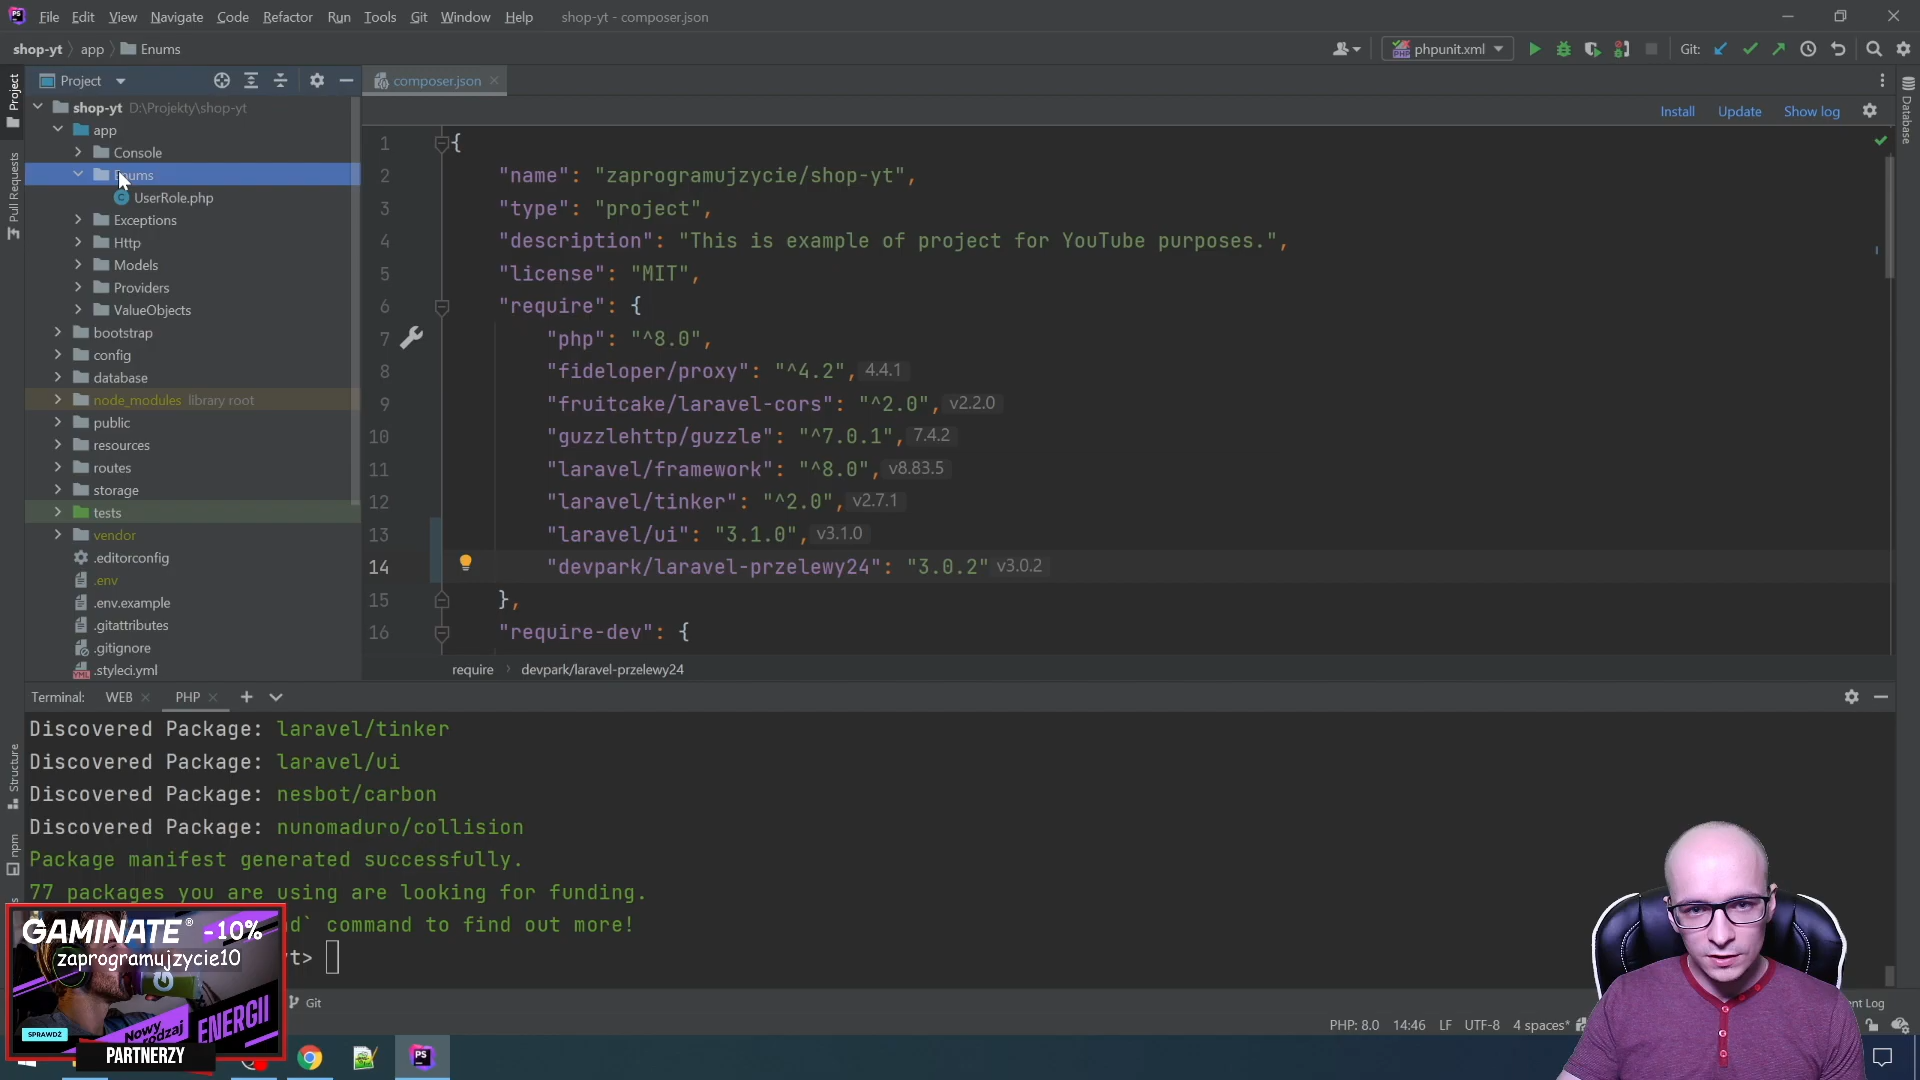 File Edit View Navigate Code Refactor Run Tools Git Window Help shop-yt - composer.json
shop-yt app Enums phpunit.xml Git:
Project composer.json
Install Update Show log
Project
Pull Requests
Structure
npm
Database
shop-yt D:\Projekty\shop-yt
app
Console
Enums
UserRole.php
Exceptions
Http
Models
Providers
ValueObjects
bootstrap
config
database
node_modules library root
public
resources
routes
storage
tests
vendor
.editorconfig
.env
.env.example
.gitattributes
.gitignore
.styleci.yml
1 {
2 "name": "zaprogramujzycie/shop-yt",
3 "type": "project",
4 "description": "This is example of project for YouTube purposes.",
5 "license": "MIT",
6 "require": {
7 "php": "^8.0",
8 "fideloper/proxy": "^4.2", 4.4.1
9 "fruitcake/laravel-cors": "^2.0", v2.2.0
10 "guzzlehttp/guzzle": "^7.0.1", 7.4.2
11 "laravel/framework": "^8.0", v8.83.5
12 "laravel/tinker": "^2.0", v2.7.1
13 "laravel/ui": "3.1.0", v3.1.0
14 "devpark/laravel-przelewy24": "3.0.2" v3.0.2
15 },
16 "require-dev": {
require devpark/laravel-przelewy24
Terminal: WEB PHP
Discovered Package: laravel/tinker
Discovered Package: laravel/ui
Discovered Package: nesbot/carbon
Discovered Package: nunomaduro/collision
Package manifest generated successfully.
77 packages you are using are looking for funding.
d` command to find out more!
t>
GAMINATE® -10%
zaprogramujzycie10
Nowy rodzaj
ENERGII
SPRAWDŹ
PARTNERZY
Git
nt Log
PHP: 8.0 14:46 LF UTF-8 4 spaces*